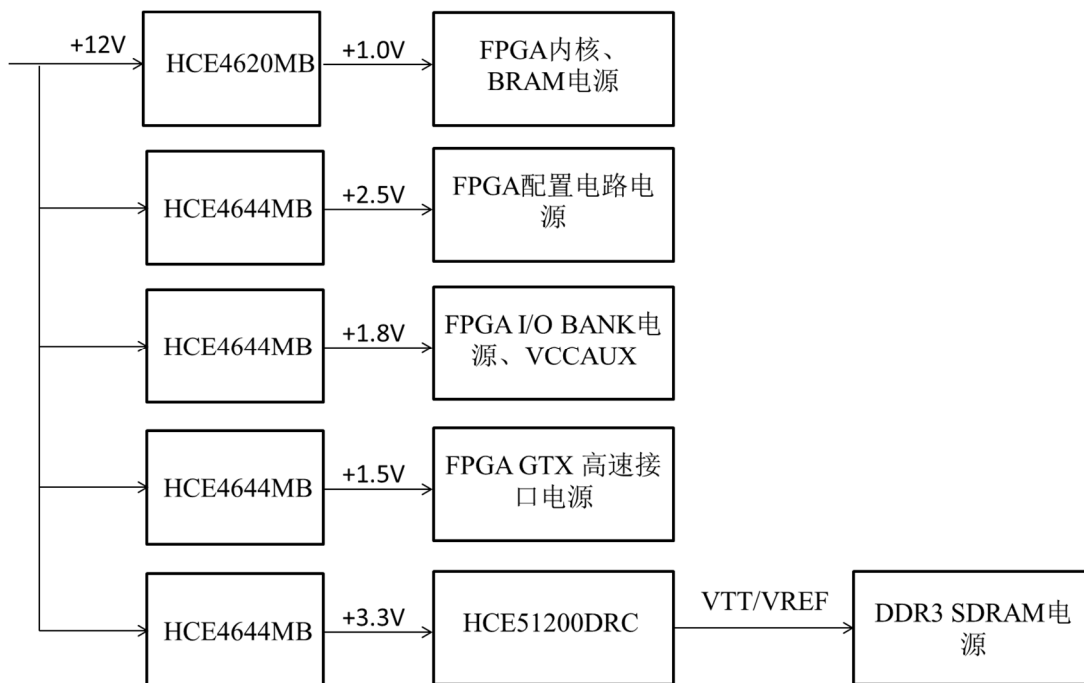 +12V
HCE4620MB
+1.0V
FPGA内核、
BRAM电源
HCE4644MB
+2.5V
FPGA配置电路电
源
HCE4644MB
+1.8V
FPGA I/O BANK电
源、VCCAUX
HCE4644MB
+1.5V
FPGA GTX 高速接
口电源
HCE4644MB
+3.3V
HCE51200DRC
VTT/VREF
DDR3 SDRAM电
源